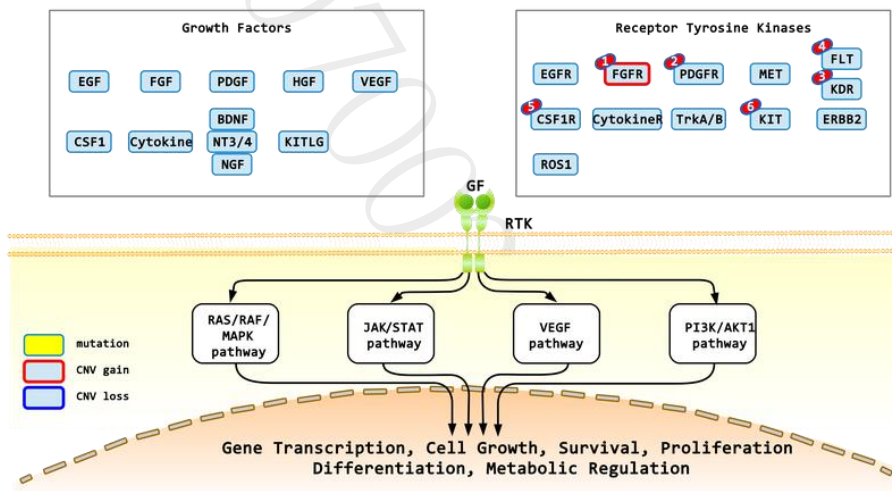 Growth Factors
EGF FGF PDGF HGF VEGF
BDNF
CSF1 Cytokine NT3/4 KITLG
NGF
Receptor Tyrosine Kinases
4
FLT
EGFR 1 FGFR 2 PDGFR MET
3 KDR
5 CSF1R CytokineR TrkA/B 6 KIT ERBB2
ROS1
GF
RTK
RAS/RAF/
MAPK
pathway
JAK/STAT
pathway
VEGF
pathway
PI3K/AKT1
pathway
mutation
CNV gain
CNV loss
Gene Transcription, Cell Growth, Survival, Proliferation
Differentiation, Metabolic Regulation